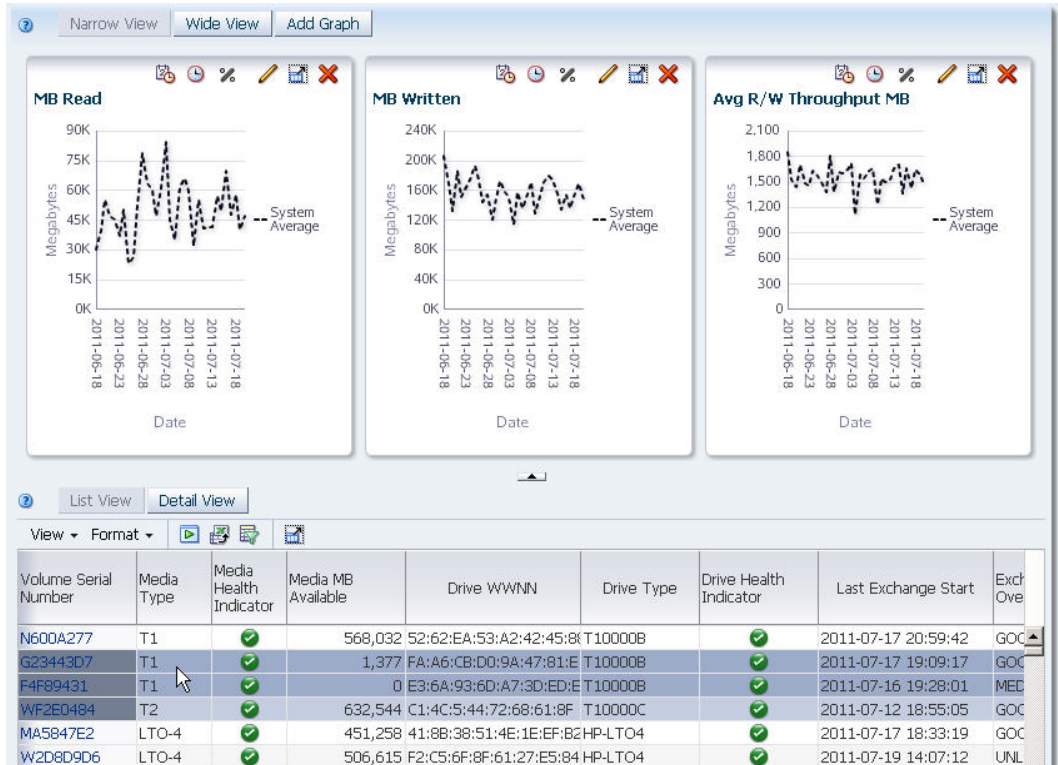 Narrow View Wide View Add Graph
MB Read
90K
75K
60K
45K
30K
15K
0K
Megabytes
System
Average
2011-06-18
2011-06-23
2011-06-28
2011-07-03
2011-07-08
2011-07-13
2011-07-18
Date
MB Written
240K
200K
160K
120K
80K
40K
0K
Megabytes
System
Average
2011-06-18
2011-06-23
2011-06-28
2011-07-03
2011-07-08
2011-07-13
2011-07-18
Date
Avg R/W Throughput MB
2,100
1,800
1,500
1,200
900
600
300
0
Megabytes
System
Average
2011-06-18
2011-06-23
2011-06-28
2011-07-03
2011-07-08
2011-07-13
2011-07-18
Date
List View Detail View
View Format
Volume Serial Number Media Type Media Health Indicator Media MB Available Drive WWNN Drive Type Drive Health Indicator Last Exchange Start Exch Ove
N600A277 T1 568,032 52:62:EA:53:A2:42:45:8 T10000B 2011-07-17 20:59:42 GOO
G23443D7 T1 1,377 FA:A6:CB:D0:9A:47:81:E T10000B 2011-07-17 19:09:17 GOO
F4F89431 T1 0 E3:6A:93:6D:A7:3D:ED:E T10000B 2011-07-16 19:28:01 MED
WF2E0484 T2 632,544 C1:4C:5:44:72:68:61:8F T10000C 2011-07-12 18:55:05 GOO
MA5847E2 LTO-4 451,258 41:8B:38:51:4E:1E:EF:B2 HP-LTO4 2011-07-17 18:33:19 GOO
W2D8D9D6 LTO-4 506,615 F2:C5:6F:8F:61:27:E5:84 HP-LTO4 2011-07-19 14:07:12 UNL